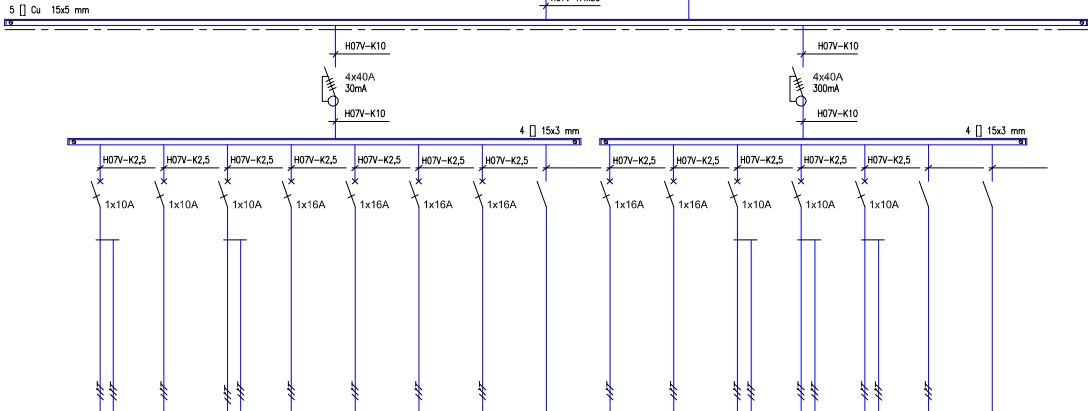 5 [] Cu 15x5 mm
H07V-K10
H07V-K10
4x40A
30mA
4x40A
300mA
H07V-K10
H07V-K10
4 [] 15x3 mm
4 [] 15x3 mm
H07V-K2,5
H07V-K2,5
H07V-K2,5
H07V-K2,5
H07V-K2,5
H07V-K2,5
H07V-K2,5
H07V-K2,5
H07V-K2,5
H07V-K2,5
H07V-K2,5
H07V-K2,5
1x10A
1x10A
1x10A
1x16A
1x16A
1x16A
1x16A
1x16A
1x16A
1x10A
1x10A
1x10A